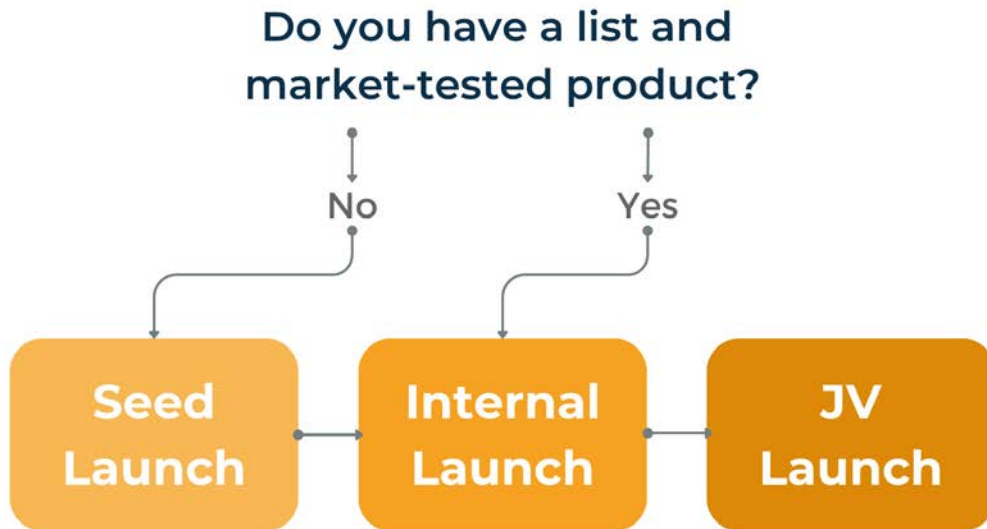 Do you have a list and
market-tested product?
No
Yes
Seed
Launch
Internal
Launch
JV
Launch